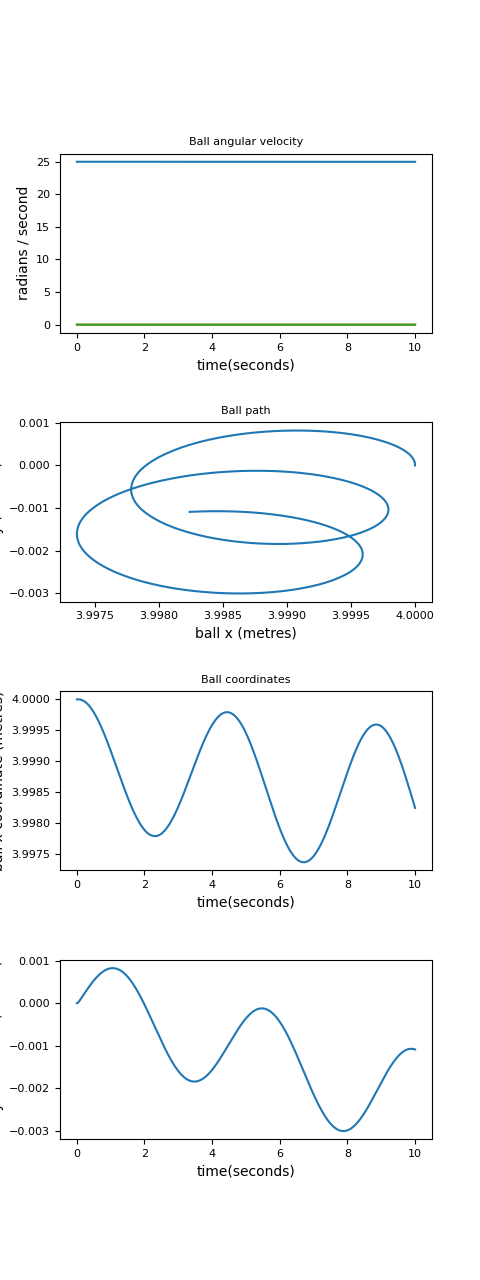 Ball angular velocity
radians / second
25
20
15
10
5
0
0 2 4 6 8 10
time(seconds)
Ball path
0.001
0.000
−0.001
−0.002
−0.003
3.9975 3.9980 3.9985 3.9990 3.9995 4.0000
ball x (metres)
Ball coordinates
4.0000
3.9995
3.9990
3.9985
3.9980
3.9975
0 2 4 6 8 10
time(seconds)
0.001
0.000
−0.001
−0.002
−0.003
0 2 4 6 8 10
time(seconds)